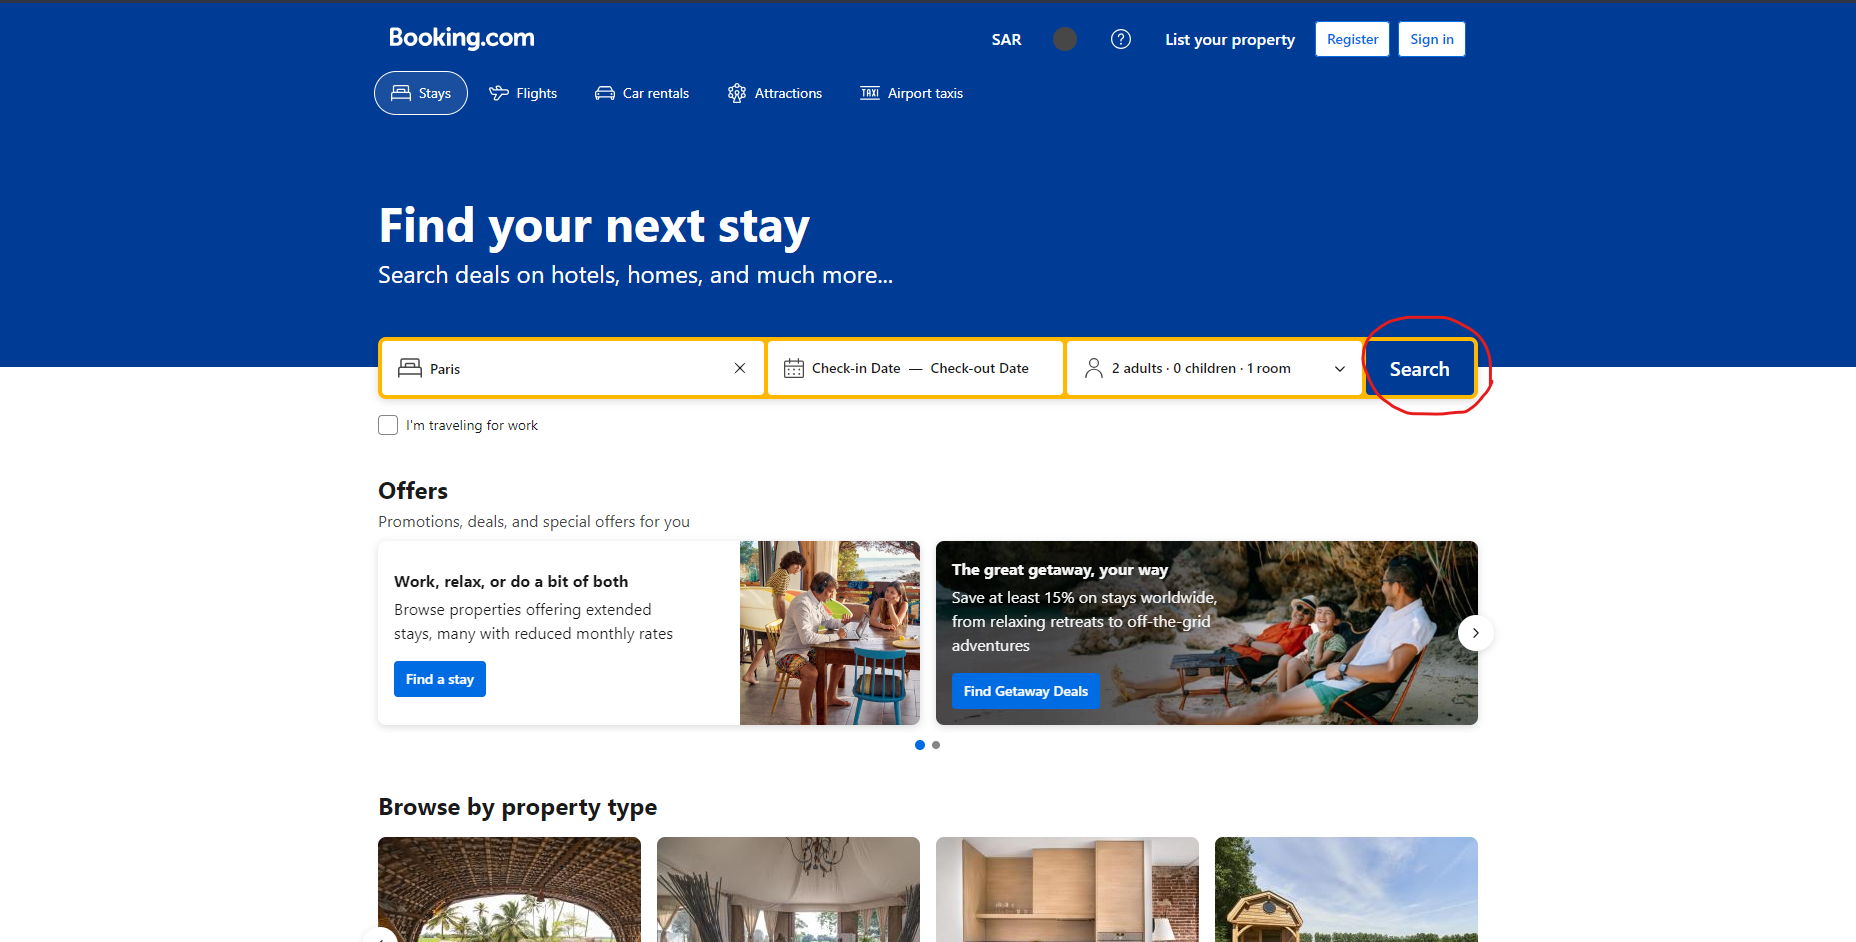 Booking.com
SAR
List your property
Register
Sign in
Stays
Flights
Car rentals
Attractions
TAXI
Airport taxis
Find your next stay
Search deals on hotels, homes, and much more...
Paris
Check-in Date — Check-out Date
2 adults · 0 children · 1 room
Search
I'm traveling for work
Offers
Promotions, deals, and special offers for you
Work, relax, or do a bit of both
Browse properties offering extended
stays, many with reduced monthly rates
Find a stay
The great getaway, your way
Save at least 15% on stays worldwide,
from relaxing retreats to off-the-grid
adventures
Find Getaway Deals
Browse by property type